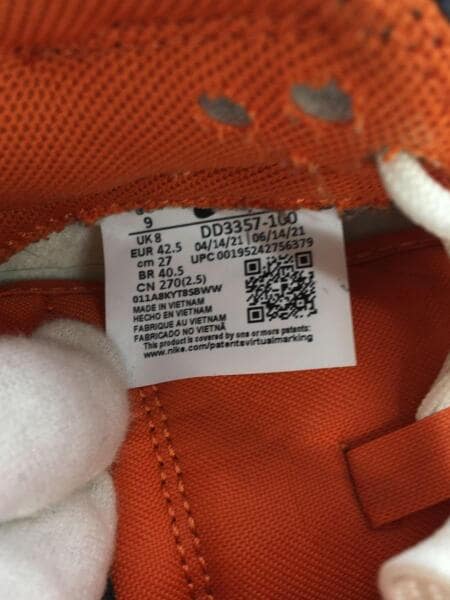 9
UK 8
EUR 42.5
cm 27
BR 40.5
CN 270(2.5)
DD3357-100
04/14/21 06/14/21
UPC 00195242756379
011A8KYT8SBWW
MADE IN VIETNAM
HECHO EN VIETNAM
FABRIQUE AU VIETNAM
FABRICADO NO VIETNÃ
This product is covered by one or more patents:
www.nike.com/patentsvirtualmarking